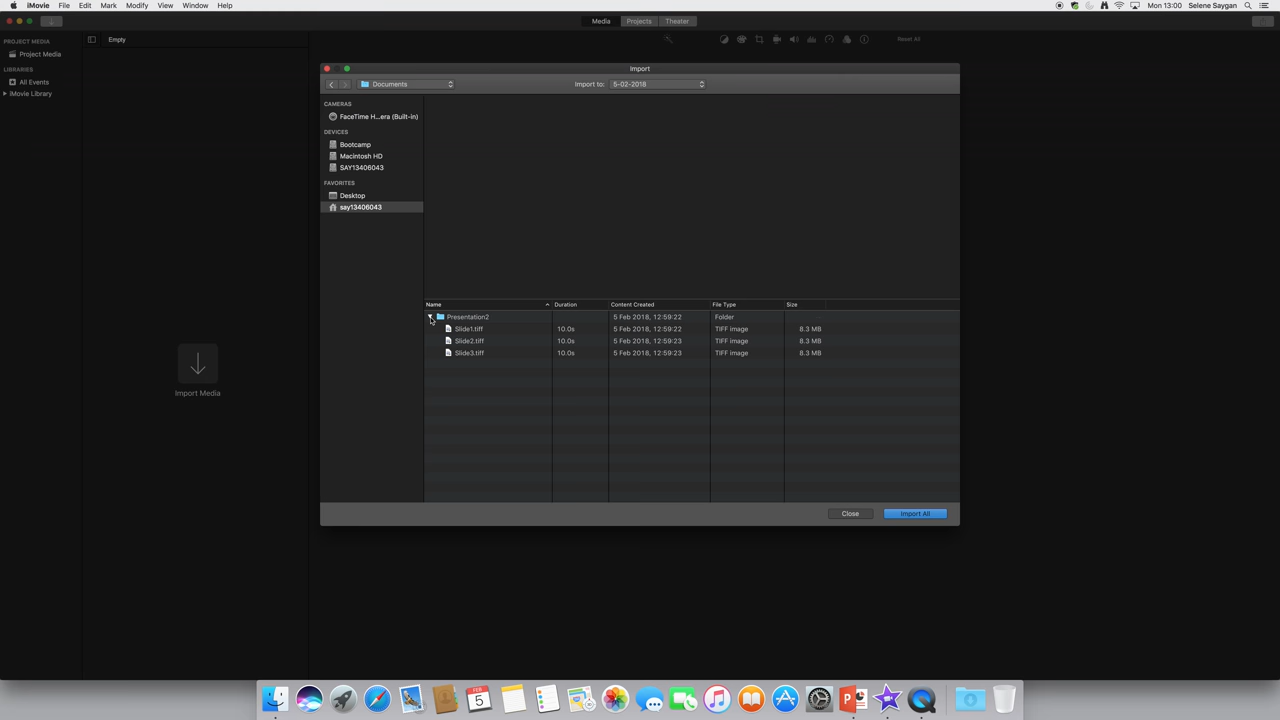 iMovie File Edit Mark Modify View Window Help Mon 13:00 Selene Saygan
Media Projects Theater
PROJECT MEDIA
Project Media
LIBRARIES
All Events
iMovie Library
Empty
Reset All
Import Media
Import
Documents Import to: 5-02-2018
CAMERAS
FaceTime H...era (Built-in)
DEVICES
Bootcamp
Macintosh HD
SAY13406043
FAVORITES
Desktop
say13406043
Name Duration Content Created File Type Size
Presentation2 5 Feb 2018, 12:59:22 Folder
Slide1.tiff 10.0s 5 Feb 2018, 12:59:22 TIFF image 8.3 MB
Slide2.tiff 10.0s 5 Feb 2018, 12:59:23 TIFF image 8.3 MB
Slide3.tiff 10.0s 5 Feb 2018, 12:59:23 TIFF image 8.3 MB
Close Import All
FEB
5
P